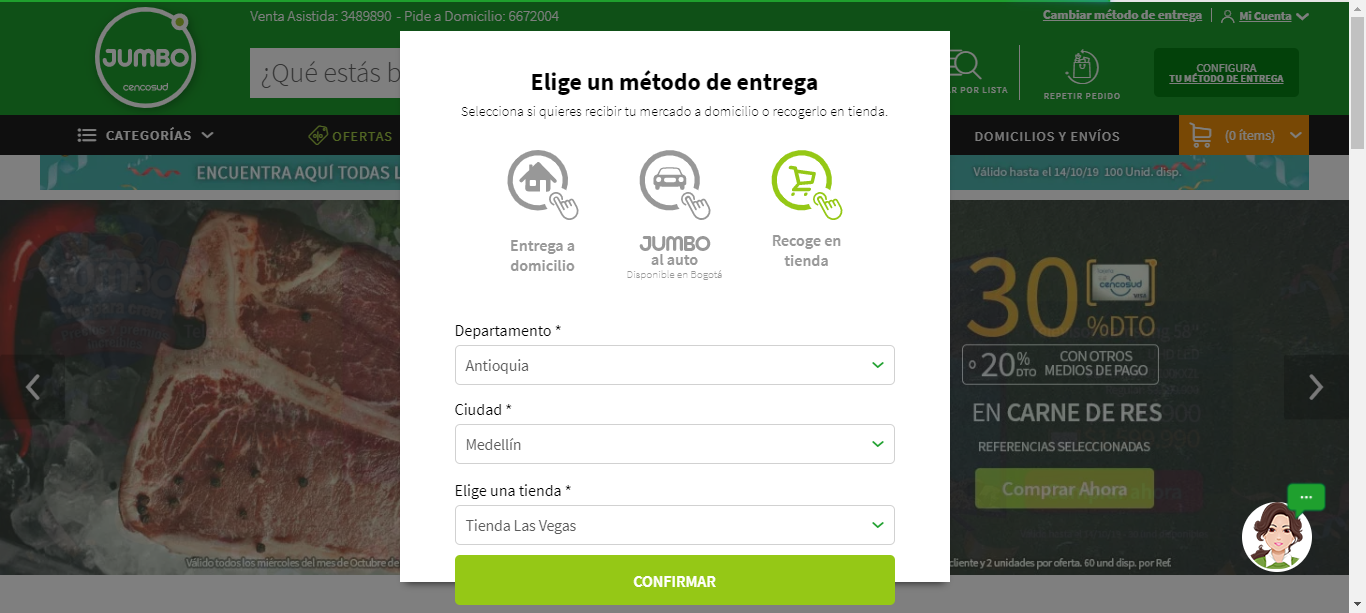 Venta Asistida: 3489890 - Pide a Domicilio: 6672004
Cambiar método de entrega
Mi Cuenta
JUMBO
cencosud
¿Qué estás b
R POR LISTA
REPETIR PEDIDO
CONFIGURA
TU MÉTODO DE ENTREGA
CATEGORÍAS
OFERTAS
DOMICILIOS Y ENVÍOS
(0 ítems)
ENCUENTRA AQUÍ TODAS L
Válido hasta el 14/10/19 100 Unid. disp.
Elige un método de entrega
Selecciona si quieres recibir tu mercado a domicilio o recogerlo en tienda.
Entrega a
domicilio
JUMBO
al auto
Disponible en Bogotá
Recoge en
tienda
Departamento *
Antioquia
Ciudad *
Medellín
Elige una tienda *
Tienda Las Vegas
CONFIRMAR
30
%DTO
cencosud
VISA
o 20% DTO
CON OTROS
MEDIOS DE PAGO
EN CARNE DE RES
REFERENCIAS SELECCIONADAS
Comprar Ahora
Válido todos los miercoles del mes de Octubre de
cliente y 2 unidades por oferta. 60 und disp. por Ref.